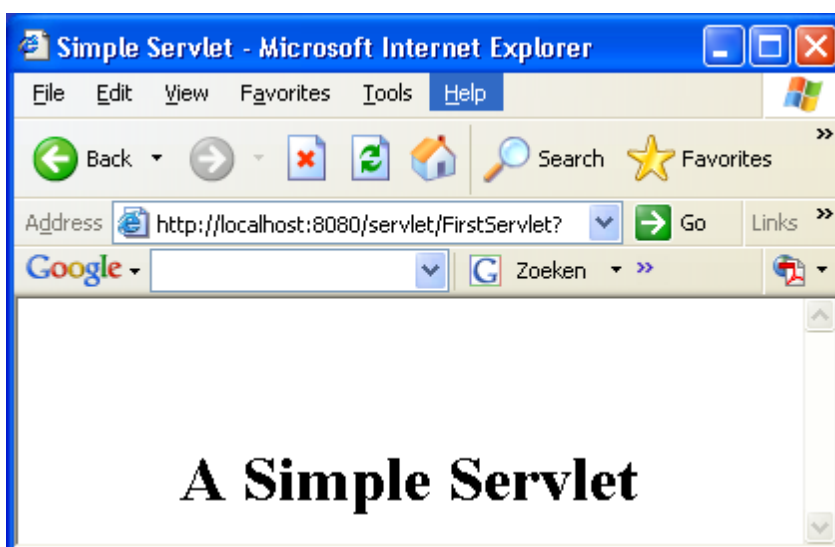 Simple Servlet - Microsoft Internet Explorer
File Edit View Favorites Tools Help
Back Search Favorites »
Address http://localhost:8080/servlet/FirstServlet? Go Links »
Google G Zoeken »
A Simple Servlet